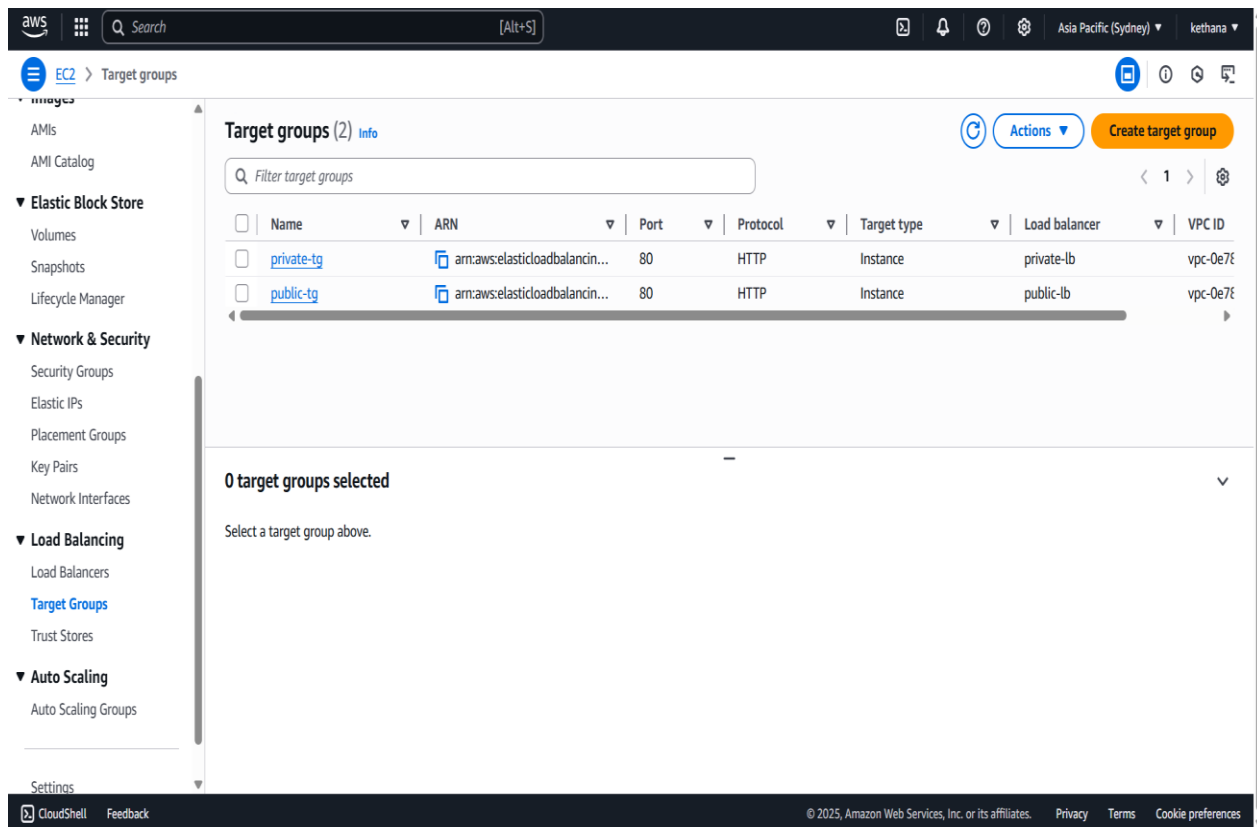 aws
Search [Alt+S]
Asia Pacific (Sydney) ▼ kethana ▼
EC2 > Target groups
Images
AMIs
AMI Catalog
▼ Elastic Block Store
Volumes
Snapshots
Lifecycle Manager
▼ Network & Security
Security Groups
Elastic IPs
Placement Groups
Key Pairs
Network Interfaces
▼ Load Balancing
Load Balancers
Target Groups
Trust Stores
▼ Auto Scaling
Auto Scaling Groups
Settings
Target groups (2) Info
Actions ▼ Create target group
Filter target groups
< 1 >
Name ARN Port Protocol Target type Load balancer VPC ID
private-tg arn:aws:elasticloadbalancin... 80 HTTP Instance private-lb vpc-0e78
public-tg arn:aws:elasticloadbalancin... 80 HTTP Instance public-lb vpc-0e78
0 target groups selected
Select a target group above.
CloudShell Feedback © 2025, Amazon Web Services, Inc. or its affiliates. Privacy Terms Cookie preferences